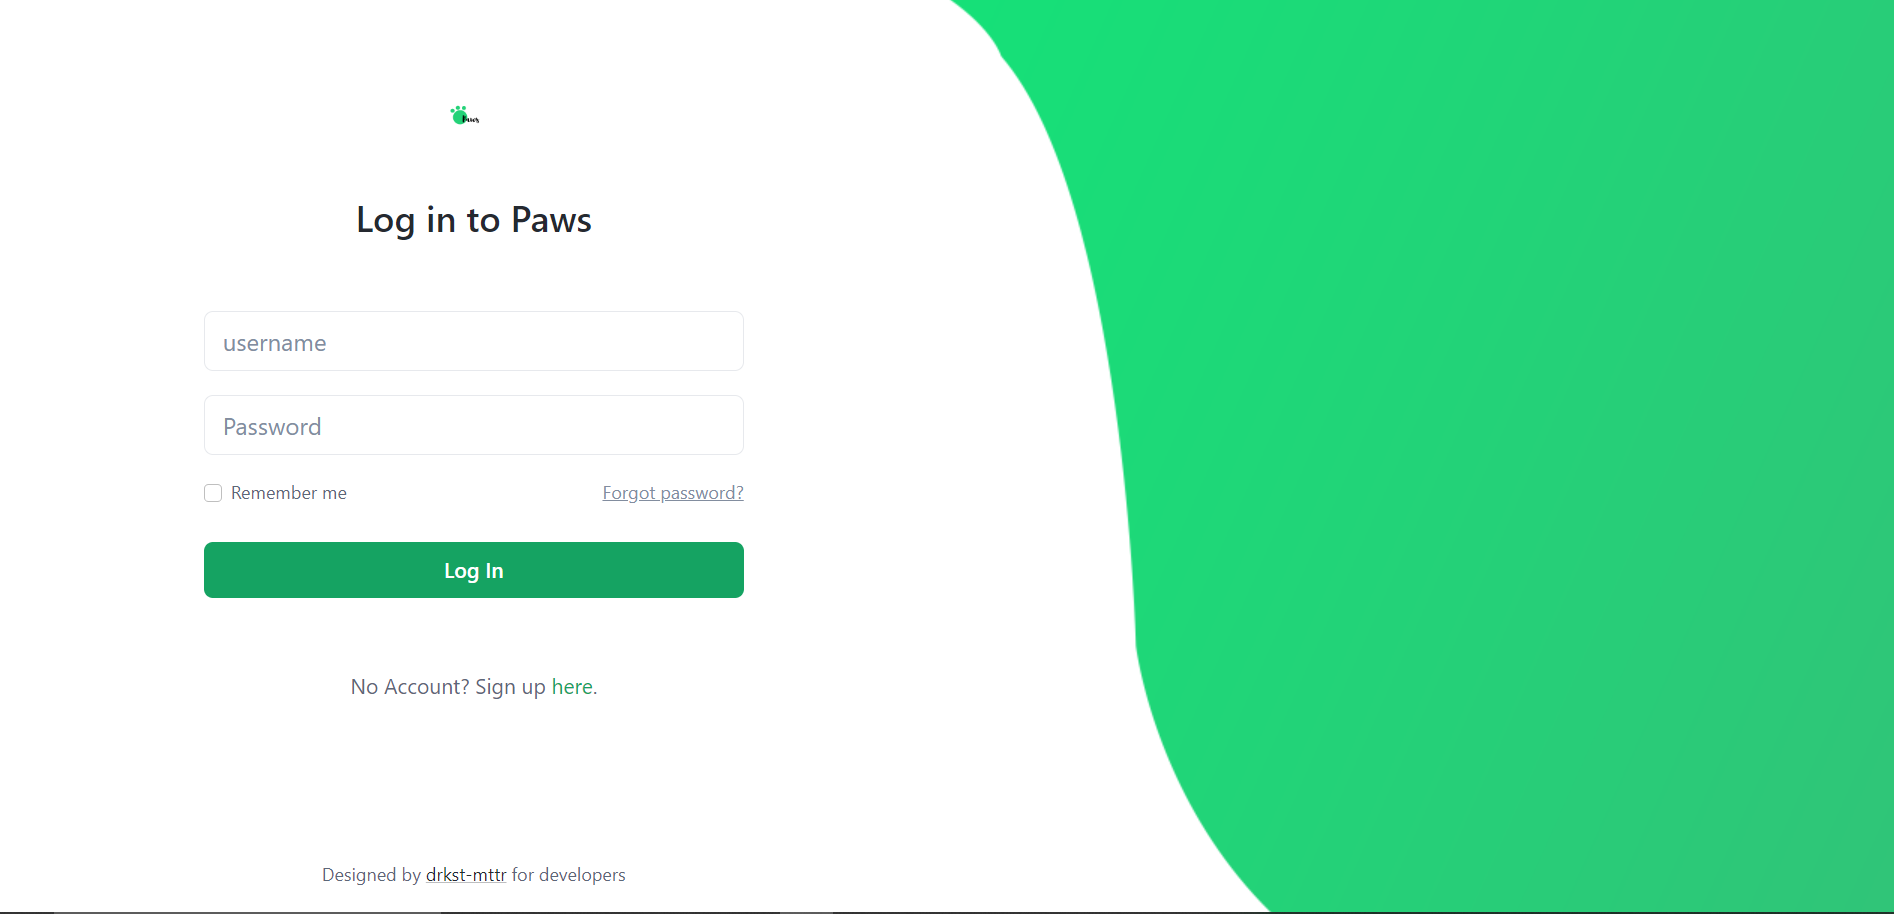 Paws
Log in to Paws
username
Password
Remember me
Forgot password?
Log In
No Account? Sign up here.
Designed by drkst-mttr for developers